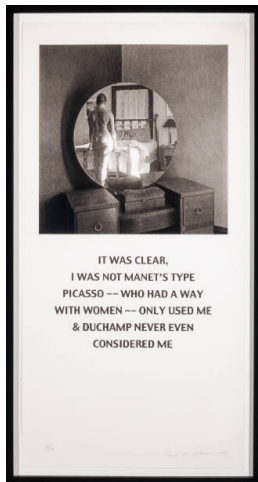 IT WAS CLEAR,
I WAS NOT MANET'S TYPE
PICASSO -- WHO HAD A WAY
WITH WOMEN -- ONLY USED ME
& DUCHAMP NEVER EVEN
CONSIDERED ME